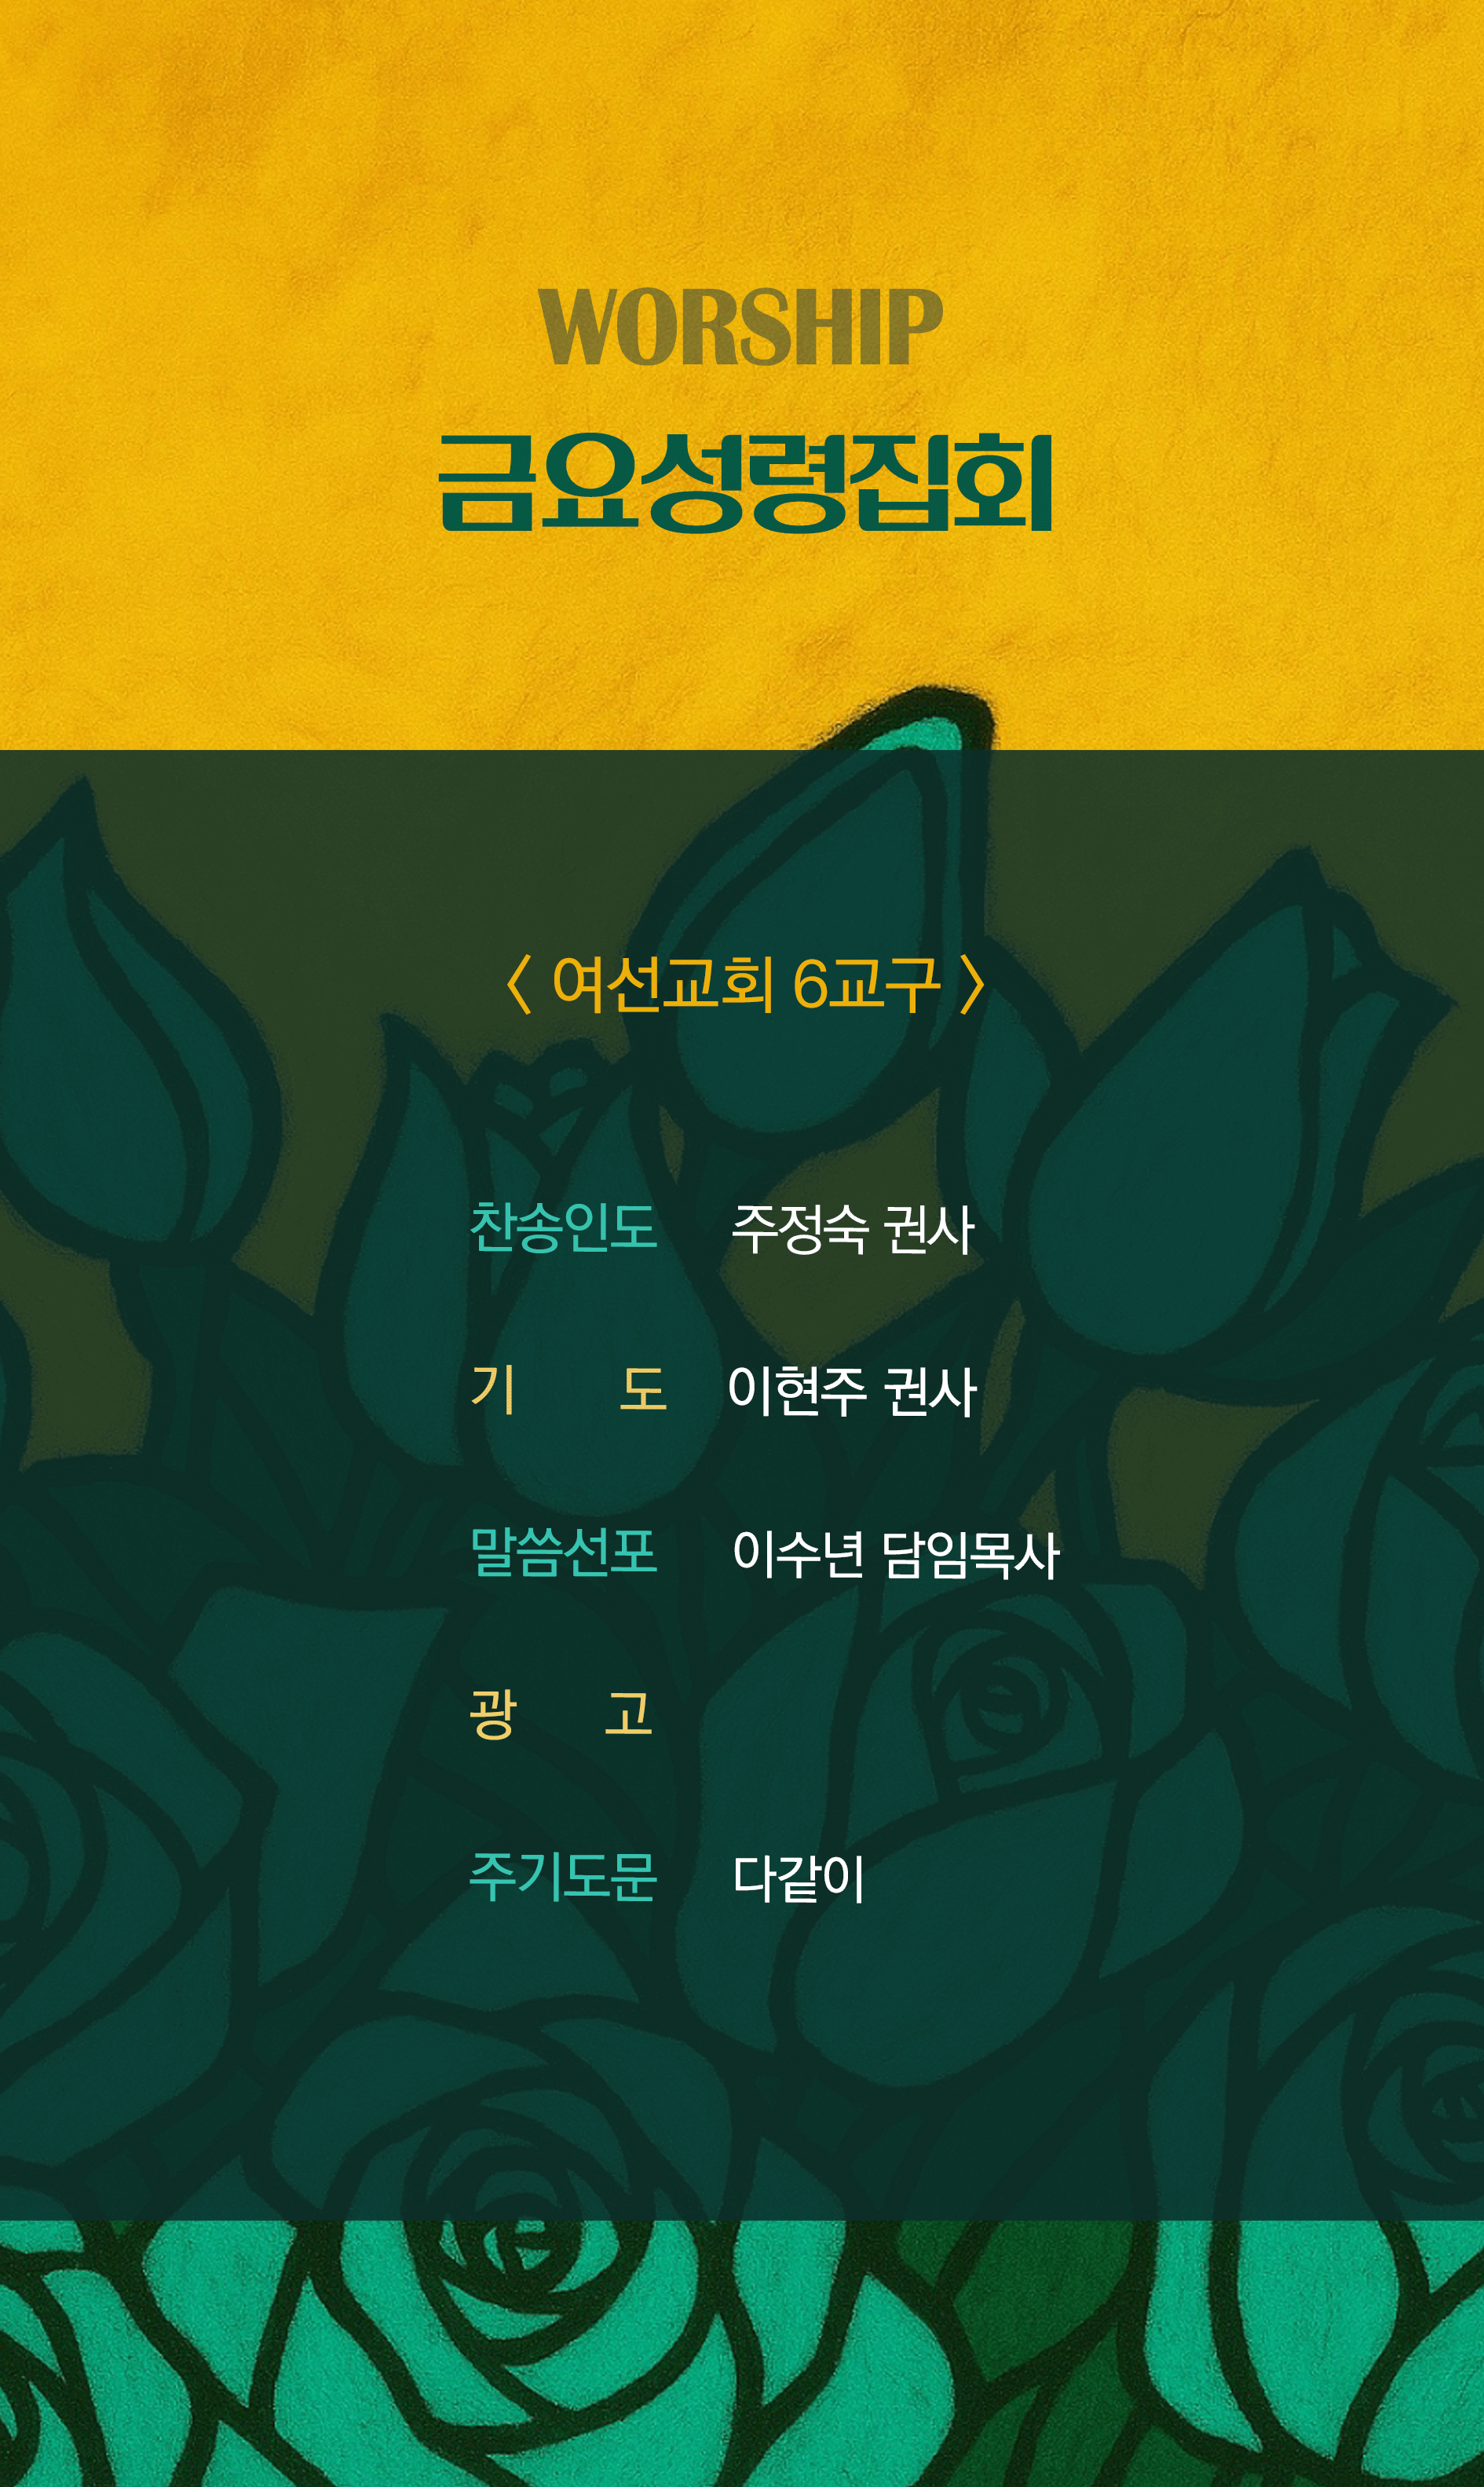 WORSHIP
금요성령집회
〈 여선교회 6교구 〉
찬송인도 주정숙 권사
기 도 이현주 권사
말씀선포 이수년 담임목사
광 고
주기도문 다같이